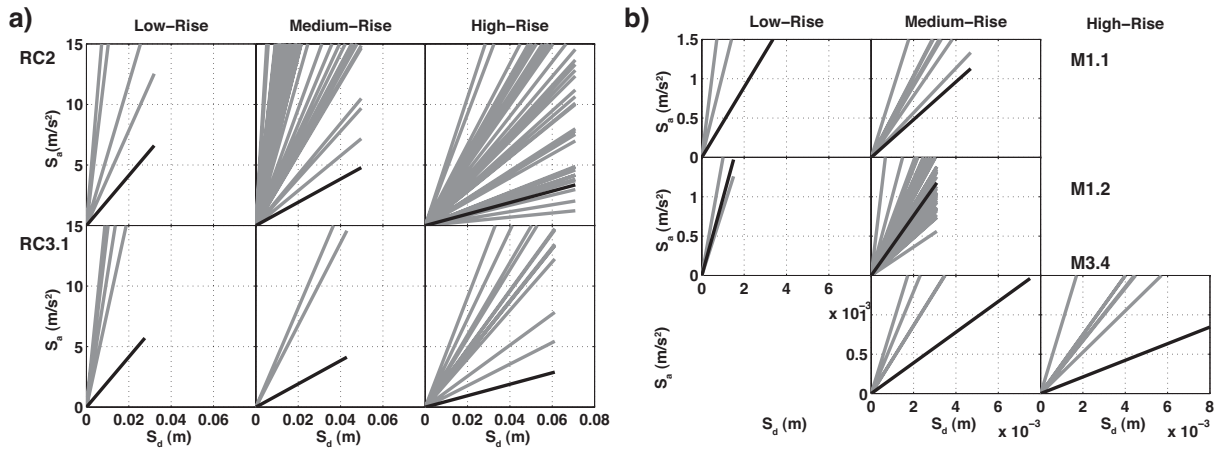 a)
Low−Rise Medium−Rise High−Rise
RC2
15
10
5
S_a (m/s²)
15
RC3.1
10
5
0
S_a (m/s²)
0 0.02 0.04 0.06 0 0.02 0.04 0.06 0 0.02 0.04 0.06 0.08
S_d (m) S_d (m) S_d (m)
b)
Low−Rise Medium−Rise High−Rise
1.5
M1.1
1
0.5
0
S_a (m/s²)
M1.2
1
0.5
0
S_a (m/s²)
M3.4
0 2 4 6
x 10⁻³
1
0.5
0
S_a (m/s²)
0 2 4 6 0 2 4 6 8
S_d (m) S_d (m) x 10⁻³ S_d (m) x 10⁻³